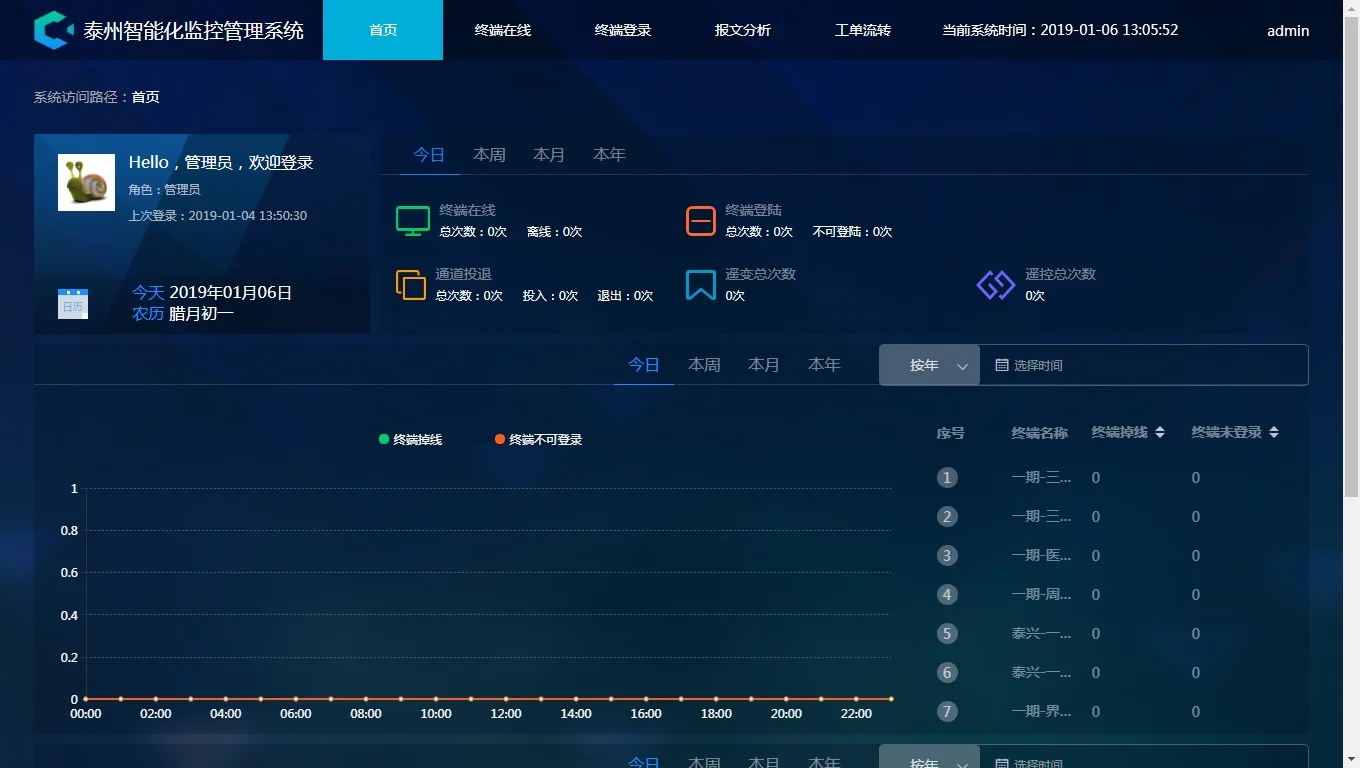 泰州智能化监控管理系统 首页 终端在线 终端登录 报文分析 工单流转 当前系统时间：2019-01-06 13:05:52 admin
系统访问路径：首页
Hello，管理员，欢迎登录
角色：管理员
上次登录：2019-01-04 13:50:30
日历
今天 2019年01月06日
农历 腊月初一
今日 本周 本月 本年
终端在线
总次数：0次 离线：0次
终端登陆
总次数：0次 不可登陆：0次
通道投退
总次数：0次 投入：0次 退出：0次
遥变总次数
0次
遥控总次数
0次
今日 本周 本月 本年 按年 选择时间
终端掉线 终端不可登录
1
0.8
0.6
0.4
0.2
0
00:00 02:00 04:00 06:00 08:00 10:00 12:00 14:00 16:00 18:00 20:00 22:00
序号 终端名称 终端掉线 终端未登录
1 一期-三... 0 0
2 一期-三... 0 0
3 一期-医... 0 0
4 一期-周... 0 0
5 泰兴-一... 0 0
6 泰兴-一... 0 0
7 一期-界... 0 0
今日 本周 本月 本年 按年 选择时间